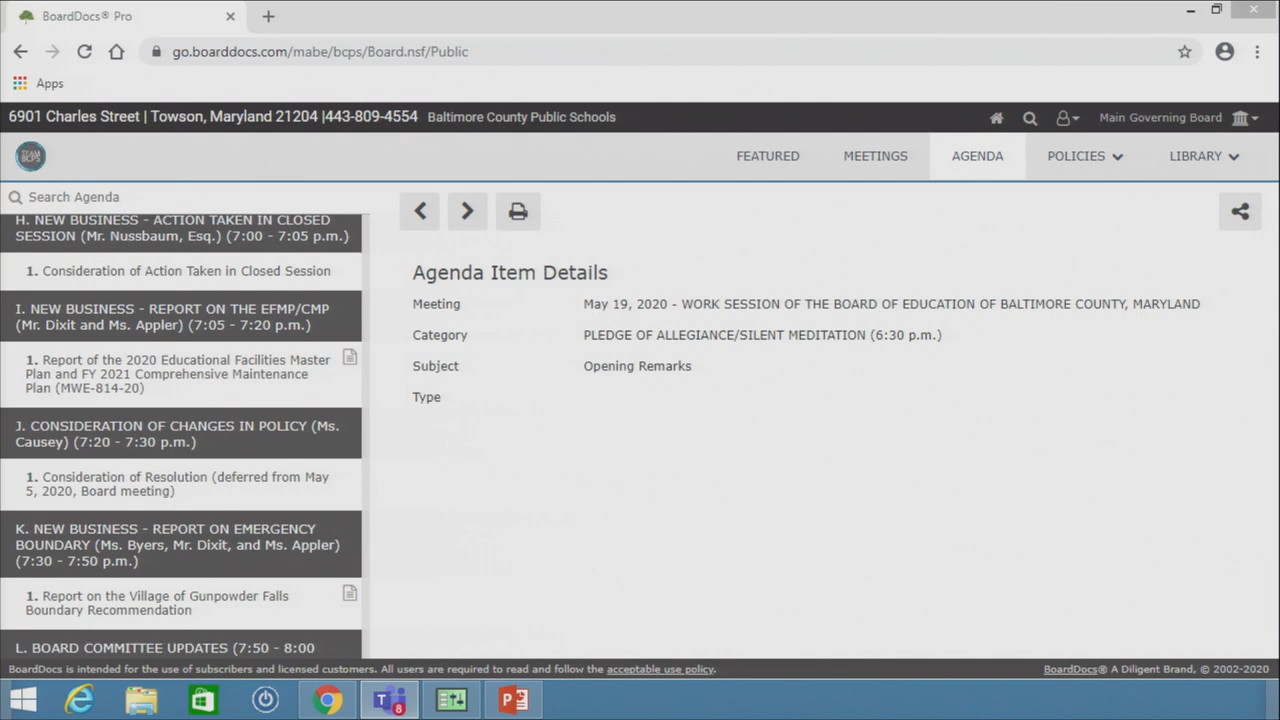 BoardDocs® Pro
go.boarddocs.com/mabe/bcps/Board.nsf/Public
Apps
6901 Charles Street | Towson, Maryland 21204 |443-809-4554 Baltimore County Public Schools
Main Governing Board
TEAM
BCPS
FEATURED MEETINGS AGENDA POLICIES LIBRARY
Search Agenda
H. NEW BUSINESS - ACTION TAKEN IN CLOSED
SESSION (Mr. Nussbaum, Esq.) (7:00 - 7:05 p.m.)
1. Consideration of Action Taken in Closed Session
I. NEW BUSINESS - REPORT ON THE EFMP/CMP
(Mr. Dixit and Ms. Appler) (7:05 - 7:20 p.m.)
1. Report of the 2020 Educational Facilities Master
Plan and FY 2021 Comprehensive Maintenance
Plan (MWE-814-20)
J. CONSIDERATION OF CHANGES IN POLICY (Ms.
Causey) (7:20 - 7:30 p.m.)
1. Consideration of Resolution (deferred from May
5, 2020, Board meeting)
K. NEW BUSINESS - REPORT ON EMERGENCY
BOUNDARY (Ms. Byers, Mr. Dixit, and Ms. Appler)
(7:30 - 7:50 p.m.)
1. Report on the Village of Gunpowder Falls
Boundary Recommendation
L. BOARD COMMITTEE UPDATES (7:50 - 8:00
Agenda Item Details
Meeting May 19, 2020 - WORK SESSION OF THE BOARD OF EDUCATION OF BALTIMORE COUNTY, MARYLAND
Category PLEDGE OF ALLEGIANCE/SILENT MEDITATION (6:30 p.m.)
Subject Opening Remarks
Type
BoardDocs is intended for the use of subscribers and licensed customers. All users are required to read and follow the acceptable use policy.
BoardDocs® A Diligent Brand, © 2002-2020
8